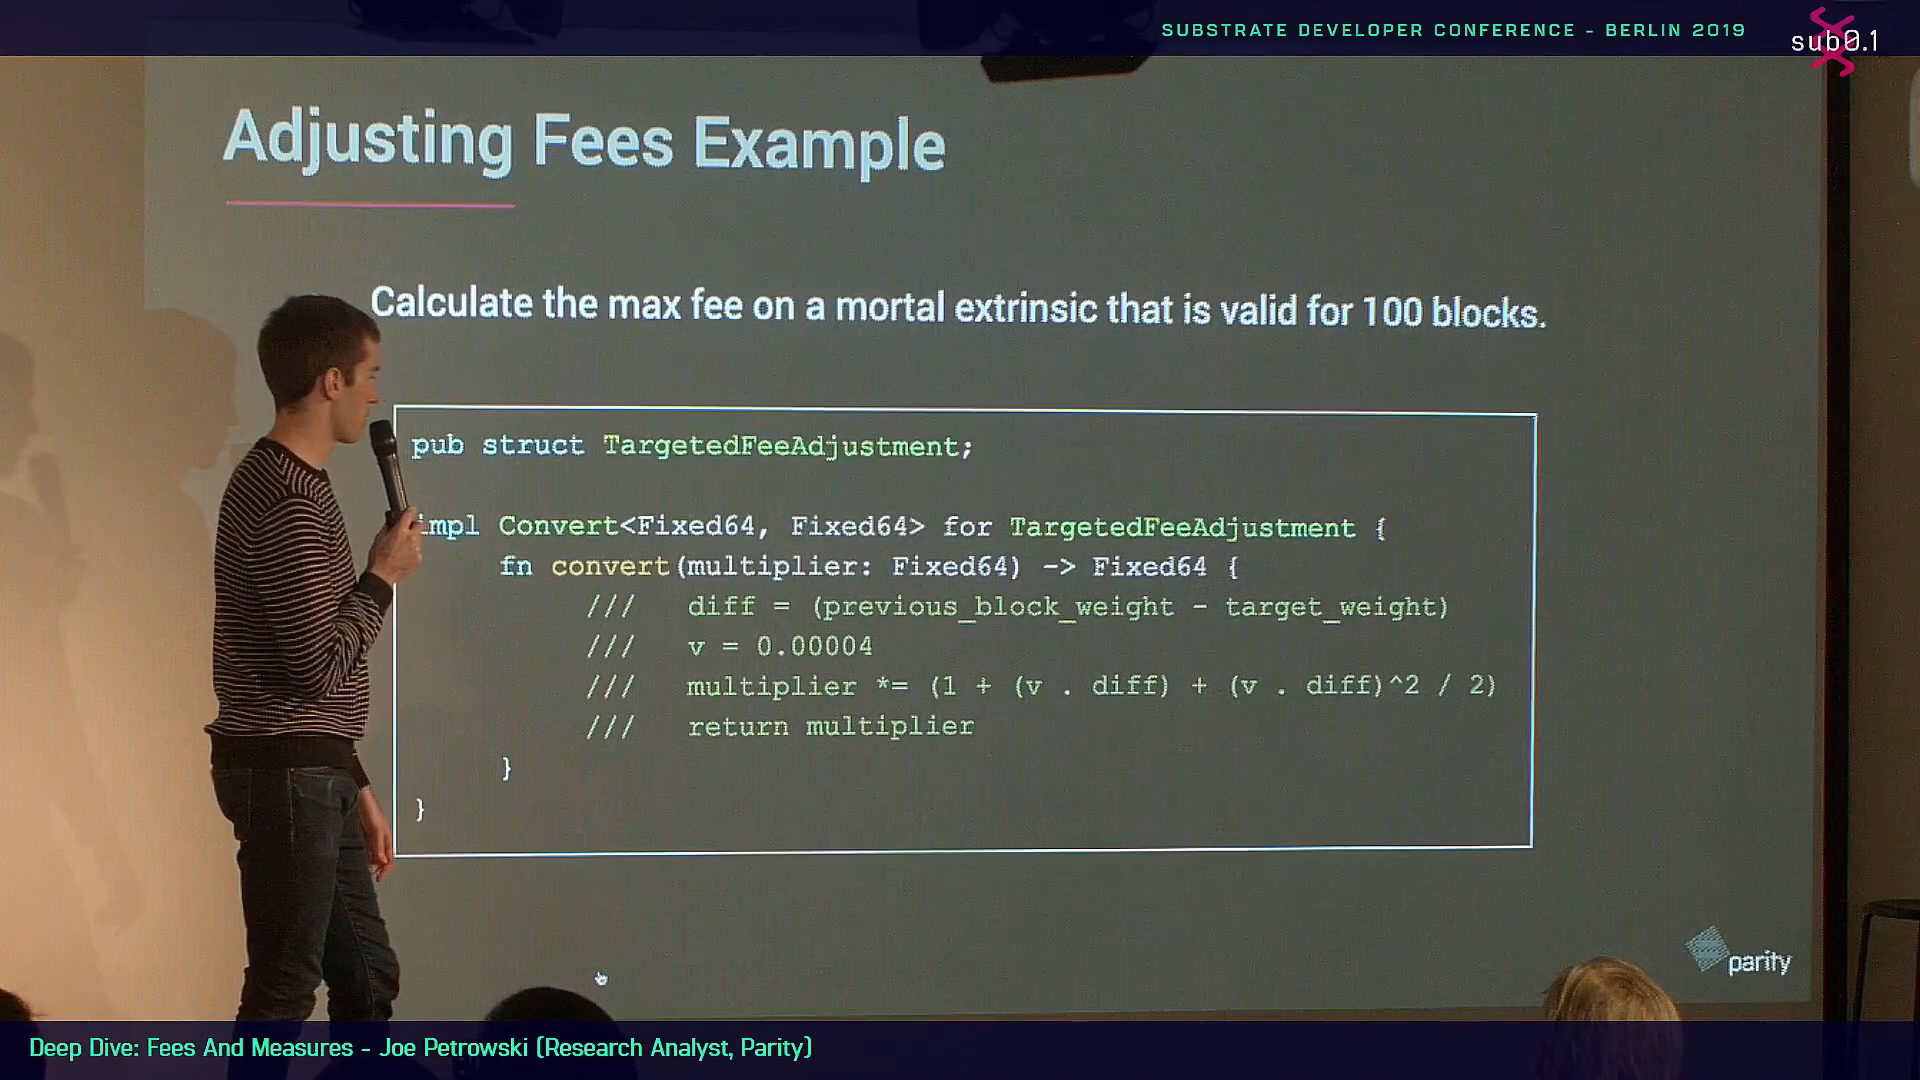 SUBSTRATE DEVELOPER CONFERENCE - BERLIN 2019
sub0.1
Adjusting Fees Example
Calculate the max fee on a mortal extrinsic that is valid for 100 blocks.
pub struct TargetedFeeAdjustment;
impl Convert<Fixed64, Fixed64> for TargetedFeeAdjustment {
fn convert(multiplier: Fixed64) -> Fixed64 {
/// diff = (previous_block_weight - target_weight)
/// v = 0.00004
/// multiplier *= (1 + (v . diff) + (v . diff)^2 / 2)
/// return multiplier
}
}
parity
Deep Dive: Fees And Measures - Joe Petrowski (Research Analyst, Parity)